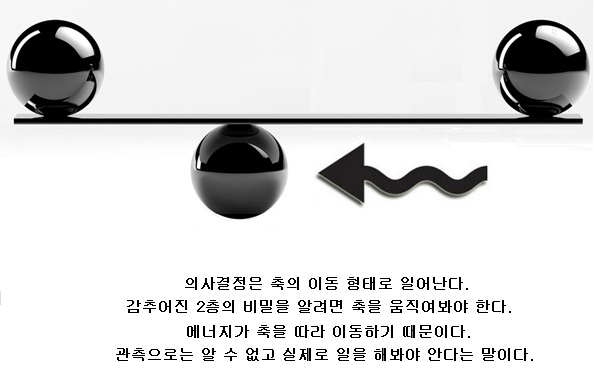 의사결정은 축의 이동 형태로 일어난다.
감추어진 2층의 비밀을 알려면 축을 움직여봐야 한다.
에너지가 축을 따라 이동하기 때문이다.
관측으로는 알 수 없고 실제로 일을 해봐야 안다는 말이다.